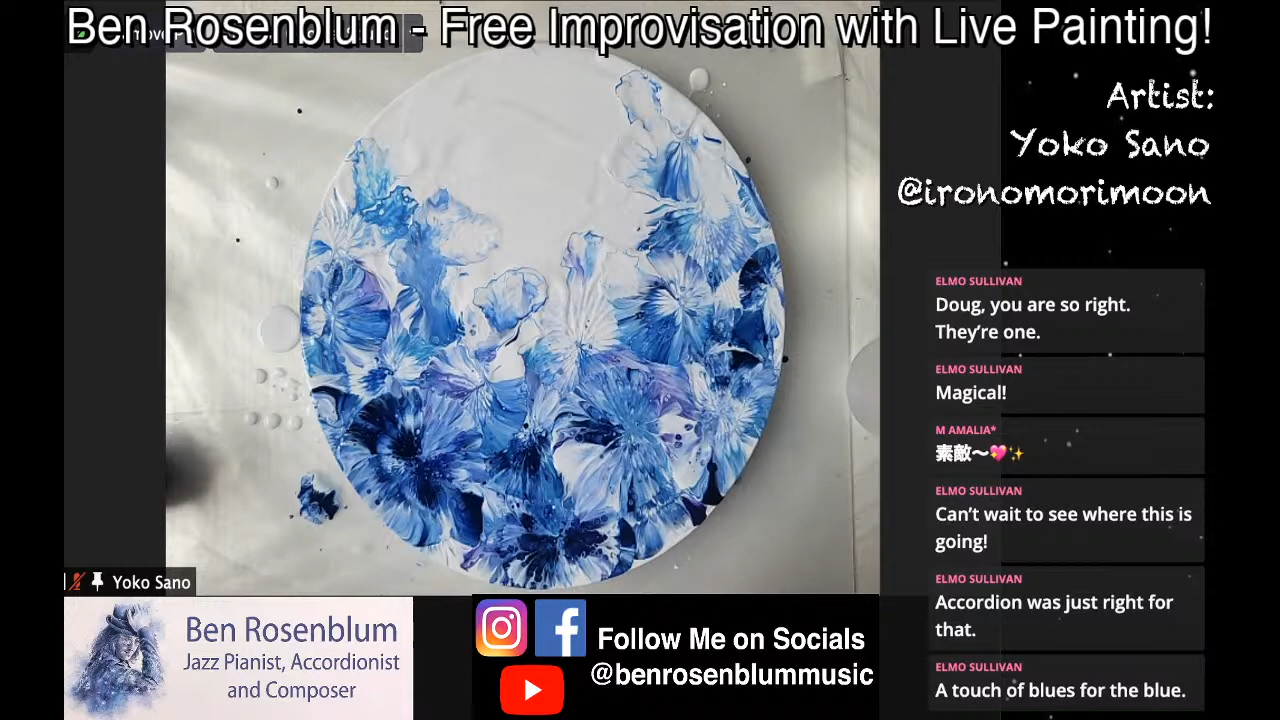 Ben Rosenblum - Free Improvisation with Live Painting!
Artist:
Yoko Sano
@ironomorimoon
ELMO SULLIVAN
Doug, you are so right.
They’re one.
ELMO SULLIVAN
Magical!
M AMALIA*
素敵〜💖✨
ELMO SULLIVAN
Can’t wait to see where this is
going!
ELMO SULLIVAN
Accordion was just right for
that.
ELMO SULLIVAN
A touch of blues for the blue.
Yoko Sano
Ben Rosenblum
Jazz Pianist, Accordionist
and Composer
Follow Me on Socials
@benrosenblummusic